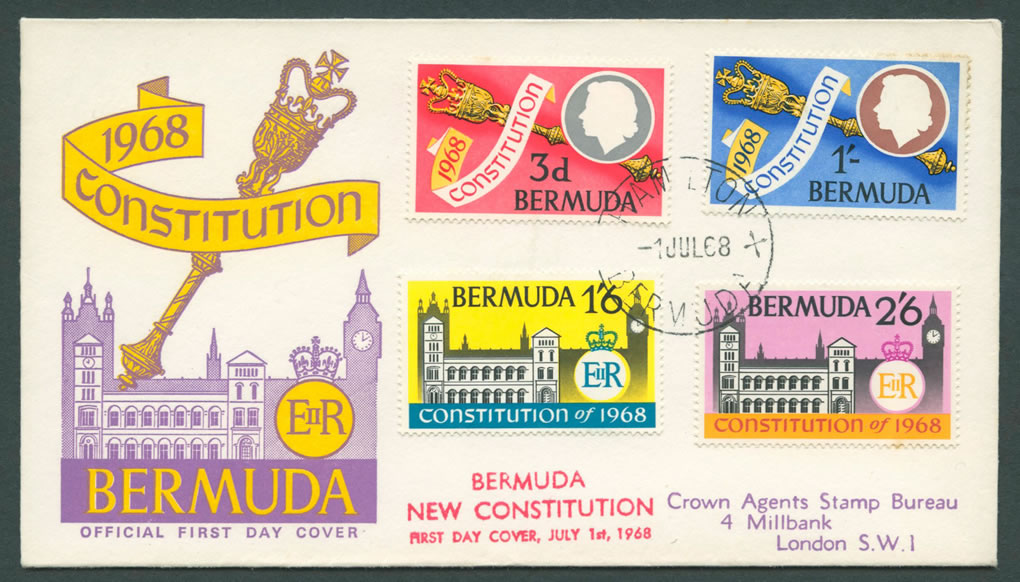 1968
CONSTITUTION
EIIR
BERMUDA
OFFICIAL FIRST DAY COVER
1968
CONSTITUTION
3d
BERMUDA
1968
CONSTITUTION
1'-
BERMUDA
HAMILTON
-1 JUL 68 X
BERMUDA
BERMUDA 1'6
EIIR
CONSTITUTION of 1968
BERMUDA 2'6
EIIR
CONSTITUTION of 1968
BERMUDA
NEW CONSTITUTION
FIRST DAY COVER, JULY 1st, 1968
Crown Agents Stamp Bureau
4 Millbank
London S.W.1